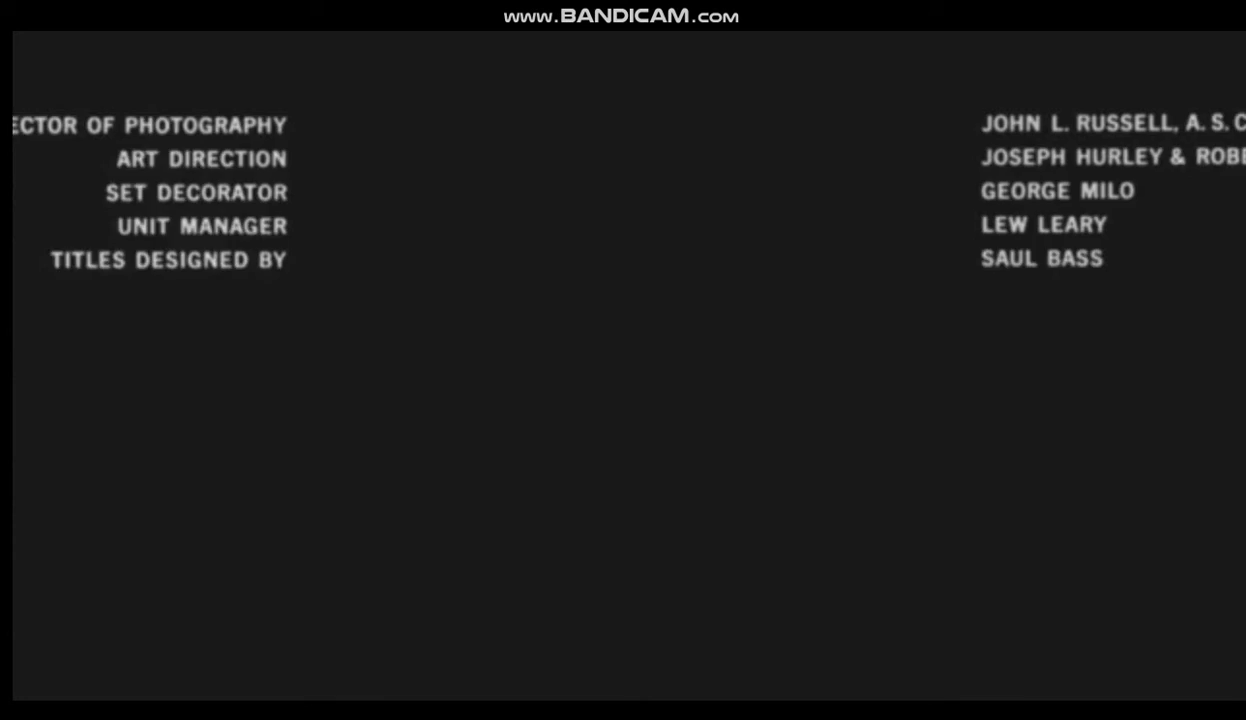 www.BANDICAM.com
ECTOR OF PHOTOGRAPHY JOHN L. RUSSELL, A.S.C
ART DIRECTION JOSEPH HURLEY & ROBE
SET DECORATOR GEORGE MILO
UNIT MANAGER LEW LEARY
TITLES DESIGNED BY SAUL BASS